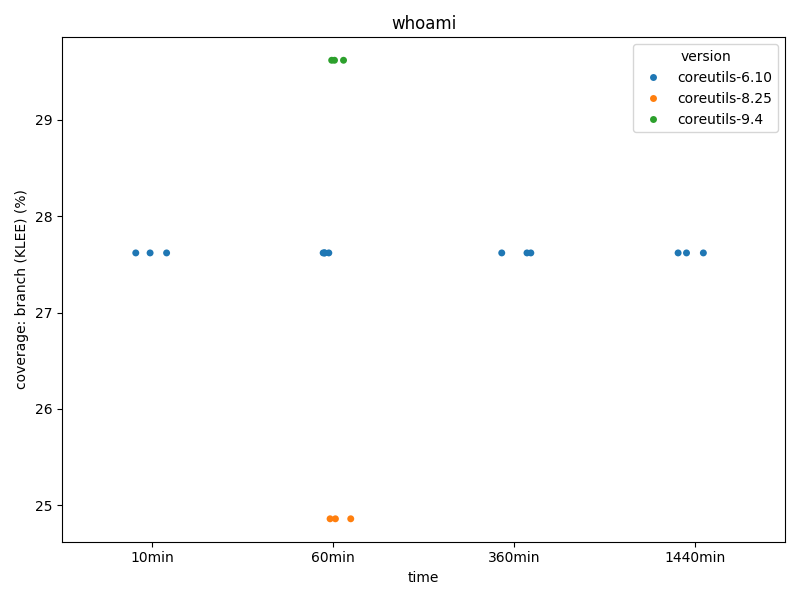 whoami
version
coreutils-6.10
coreutils-8.25
coreutils-9.4
coverage: branch (KLEE) (%)
29
28
27
26
25
10min
60min
360min
1440min
time